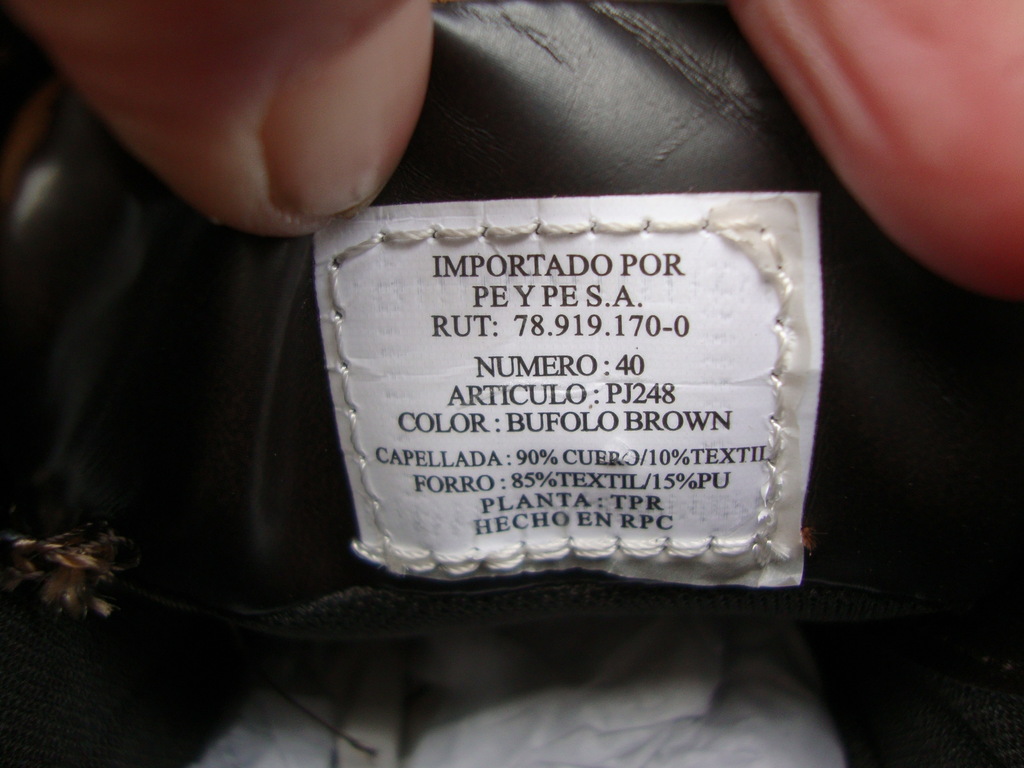 IMPORTADO POR
PE Y PE S.A.
RUT: 78.919.170-0
NUMERO : 40
ARTICULO : PJ248
COLOR : BUFOLO BROWN
CAPELLADA : 90% CUERO/10%TEXTIL
FORRO : 85%TEXTIL/15%PU
PLANTA : TPR
HECHO EN RPC